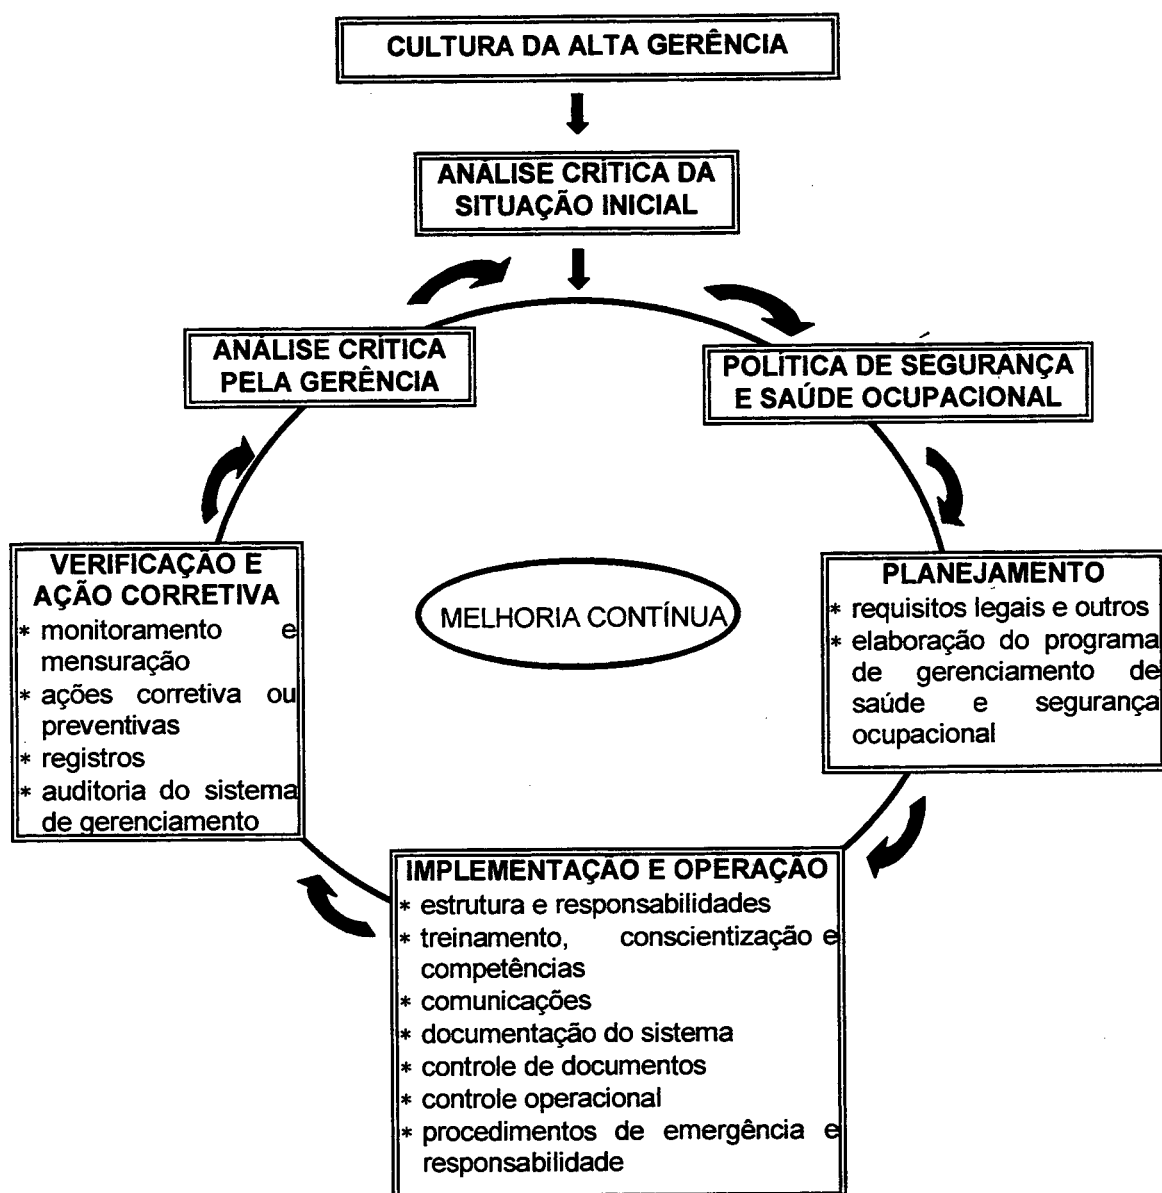 CULTURA DA ALTA GERÊNCIA
ANÁLISE CRÍTICA DA
SITUAÇÃO INICIAL
ANÁLISE CRÍTICA
PELA GERÊNCIA
POLÍTICA DE SEGURANÇA
E SAÚDE OCUPACIONAL
VERIFICAÇÃO E
AÇÃO CORRETIVA
* monitoramento e
mensuração
* ações corretiva ou
preventivas
* registros
* auditoria do sistema
de gerenciamento
MELHORIA CONTÍNUA
PLANEJAMENTO
* requisitos legais e outros
* elaboração do programa
de gerenciamento de
saúde e segurança
ocupacional
IMPLEMENTAÇÃO E OPERAÇÃO
* estrutura e responsabilidades
* treinamento, conscientização e
competências
* comunicações
* documentação do sistema
* controle de documentos
* controle operacional
* procedimentos de emergência e
responsabilidade